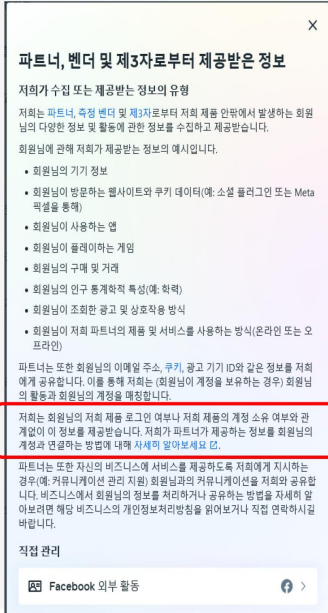 파트너, 벤더 및 제3자로부터 제공받은 정보
저희가 수집 또는 제공받는 정보의 유형
저희는 파트너, 측정 벤더 및 제3자로부터 저희 제품 안팎에서 발생하는 회원
님의 다양한 정보 및 활동에 관한 정보를 수집하고 제공받습니다.
회원님에 관해 저희가 제공받는 정보의 예시입니다.
• 회원님의 기기 정보
• 회원님이 방문하는 웹사이트와 쿠키 데이터(예: 소셜 플러그인 또는 Meta
픽셀을 통해)
• 회원님이 사용하는 앱
• 회원님이 플레이하는 게임
• 회원님의 구매 및 거래
• 회원님의 인구 통계학적 특성(예: 학력)
• 회원님이 조회한 광고 및 상호작용 방식
• 회원님이 저희 파트너의 제품 및 서비스를 사용하는 방식(온라인 또는 오
프라인)
파트너는 또한 회원님의 이메일 주소, 쿠키, 광고 기기 ID와 같은 정보를 저희
에게 공유합니다. 이를 통해 저희는 (회원님이 계정을 보유하는 경우) 회원님
의 활동과 회원님의 계정을 매칭합니다.
저희는 회원님의 저희 제품 로그인 여부나 저희 제품의 계정 소유 여부와 관
계없이 이 정보를 제공받습니다. 저희가 파트너가 제공하는 정보를 회원님의
계정과 연결하는 방법에 대해 자세히 알아보세요.
파트너는 또한 자신의 비즈니스에 서비스를 제공하도록 저희에게 지시하는
경우(예: 커뮤니케이션 관리 지원) 회원님과의 커뮤니케이션을 저희와 공유합
니다. 비즈니스에서 회원님의 정보를 처리하거나 공유하는 방법을 자세히 알
아보려면 해당 비즈니스의 개인정보처리방침을 읽어보거나 직접 연락하시길
바랍니다.
직접 관리
Facebook 외부 활동